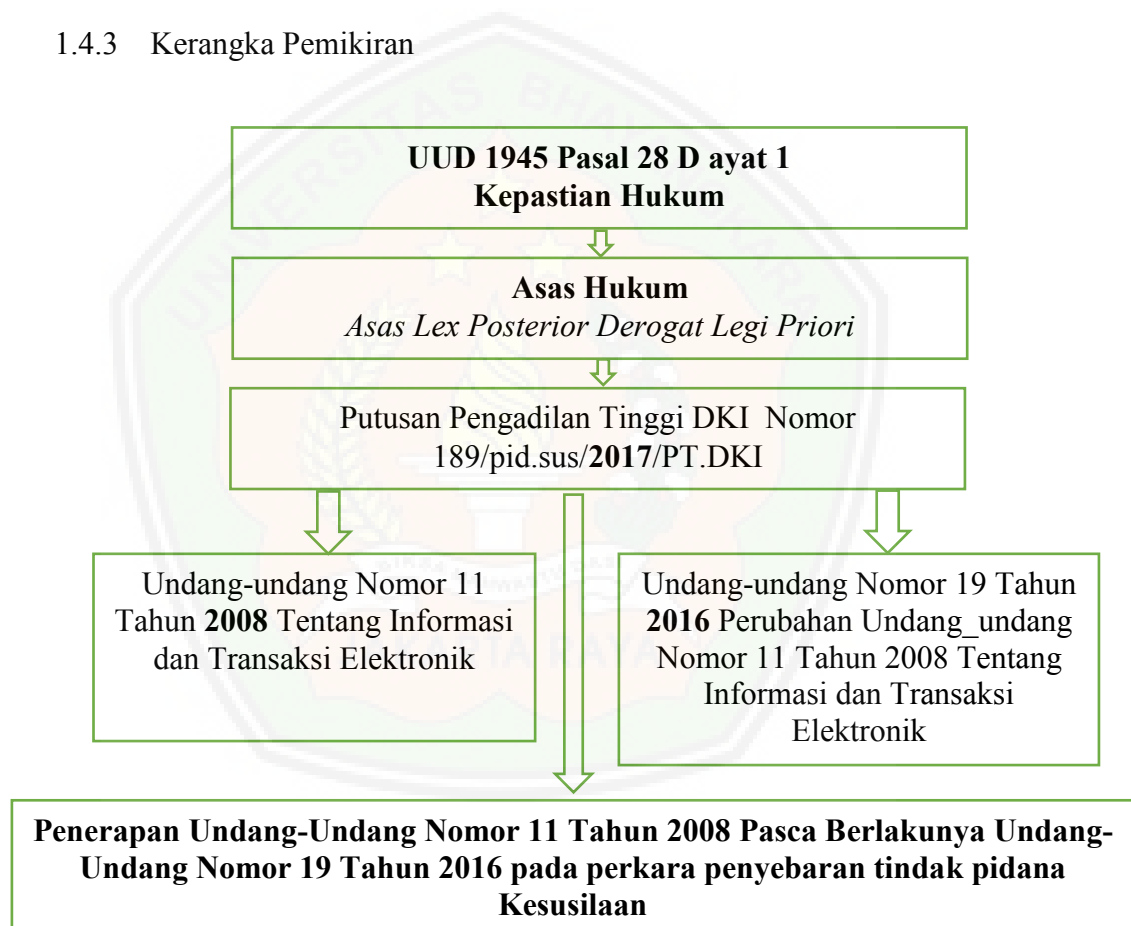 1.4.3 Kerangka Pemikiran
UUD 1945 Pasal 28 D ayat 1
Kepastian Hukum
Asas Hukum
Asas Lex Posterior Derogat Legi Priori
Putusan Pengadilan Tinggi DKI Nomor
189/pid.sus/2017/PT.DKI
Undang-undang Nomor 11
Tahun 2008 Tentang Informasi
dan Transaksi Elektronik
Undang-undang Nomor 19 Tahun
2016 Perubahan Undang_undang
Nomor 11 Tahun 2008 Tentang
Informasi dan Transaksi
Elektronik
Penerapan Undang-Undang Nomor 11 Tahun 2008 Pasca Berlakunya Undang-
Undang Nomor 19 Tahun 2016 pada perkara penyebaran tindak pidana
Kesusilaan